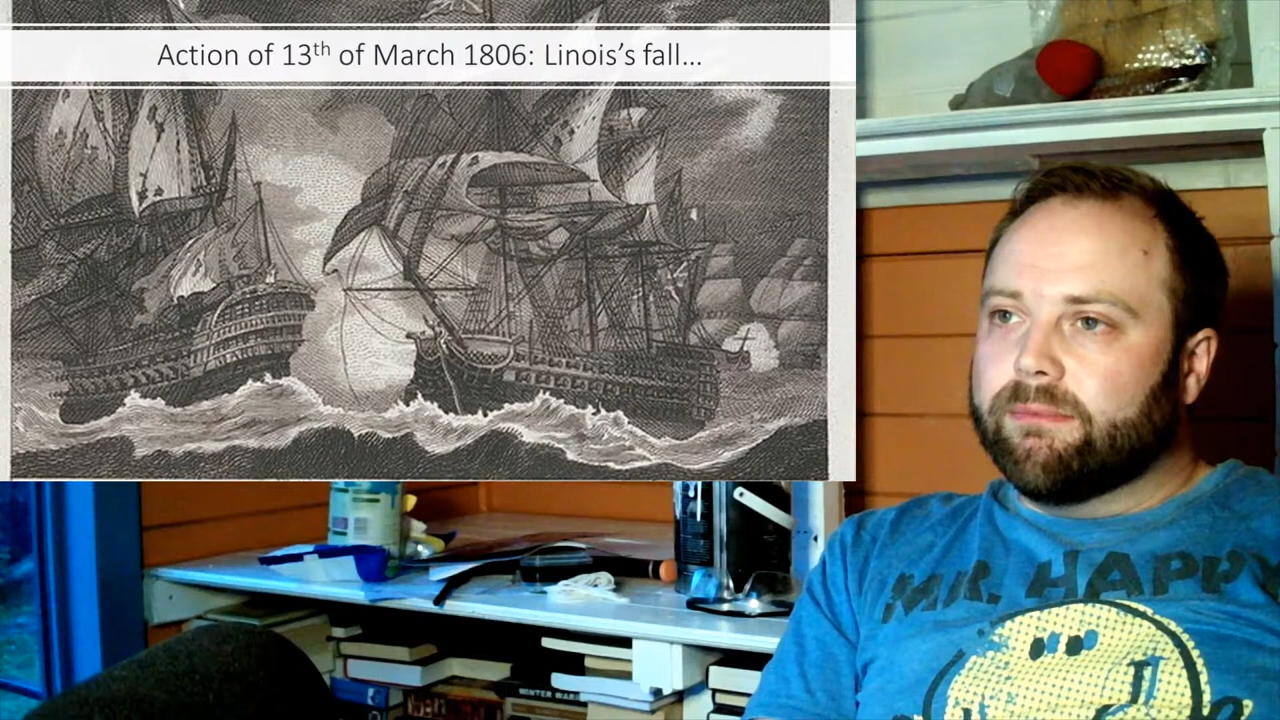 Action of 13th of March 1806: Linois's fall…
MR. HAPPY
WINTER WAR